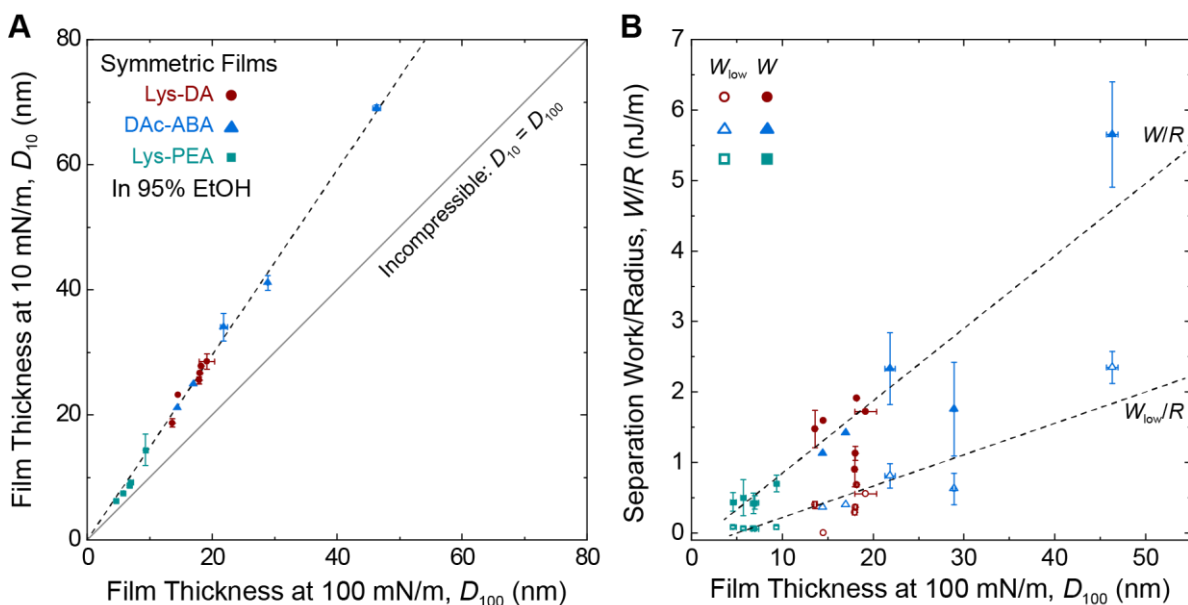 A
Film Thickness at 10 mN/m, D10 (nm)
80
60
40
20
0
Symmetric Films
Lys-DA
DAc-ABA
Lys-PEA
In 95% EtOH
Incompressible: D10 = D100
0 20 40 60 80
Film Thickness at 100 mN/m, D100 (nm)
B
Separation Work/Radius, W/R (nJ/m)
7
6
5
4
3
2
1
0
Wlow W
W/R
Wlow/R
0 10 20 30 40 50
Film Thickness at 100 mN/m, D100 (nm)